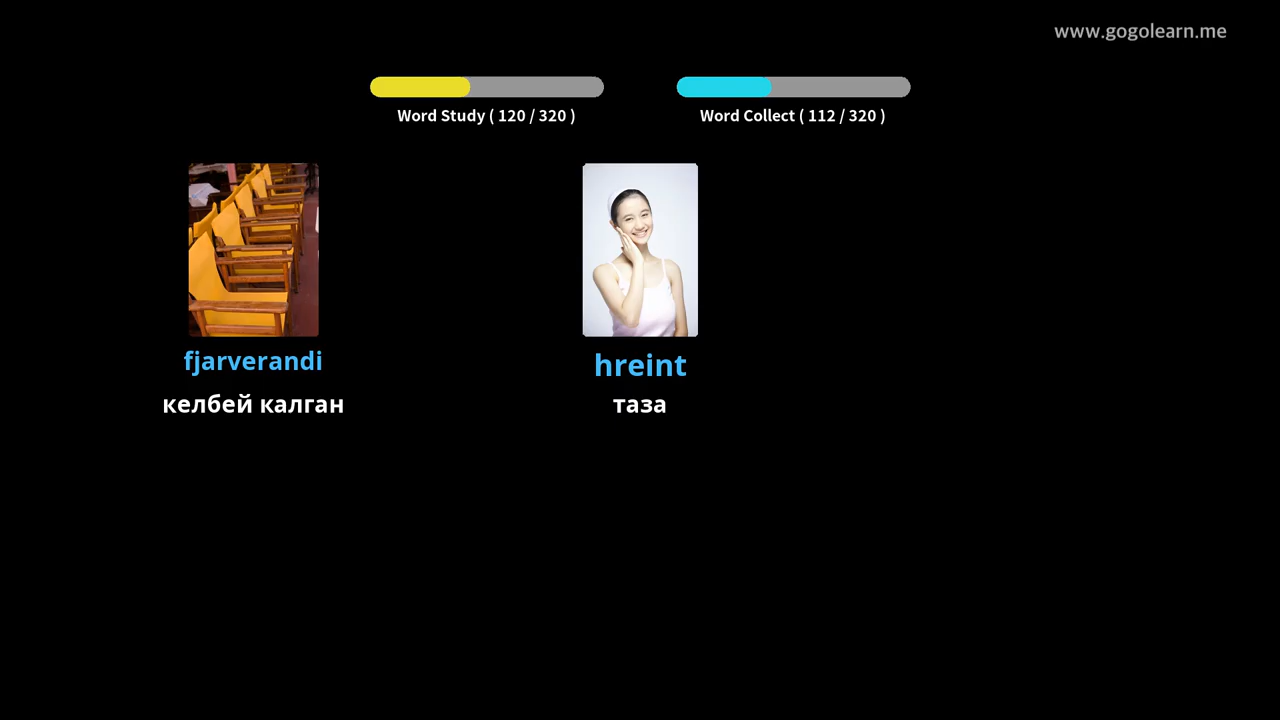 www.gogolearn.me
Word Study ( 120 / 320 )
Word Collect ( 112 / 320 )
fjarverandi
hreint
келбей калган
таза